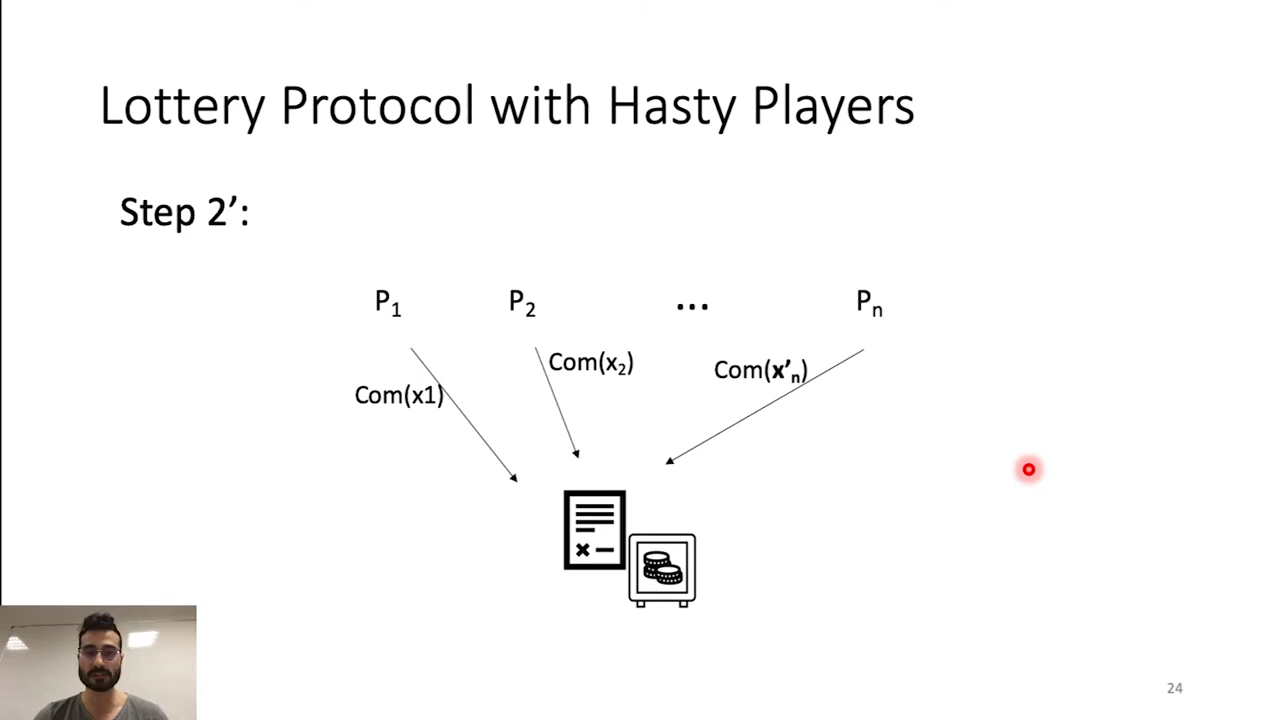 Lottery Protocol with Hasty Players
Step 2’:
P1 P2 ... Pn
Com(x1) Com(x2) Com(x’n)
24